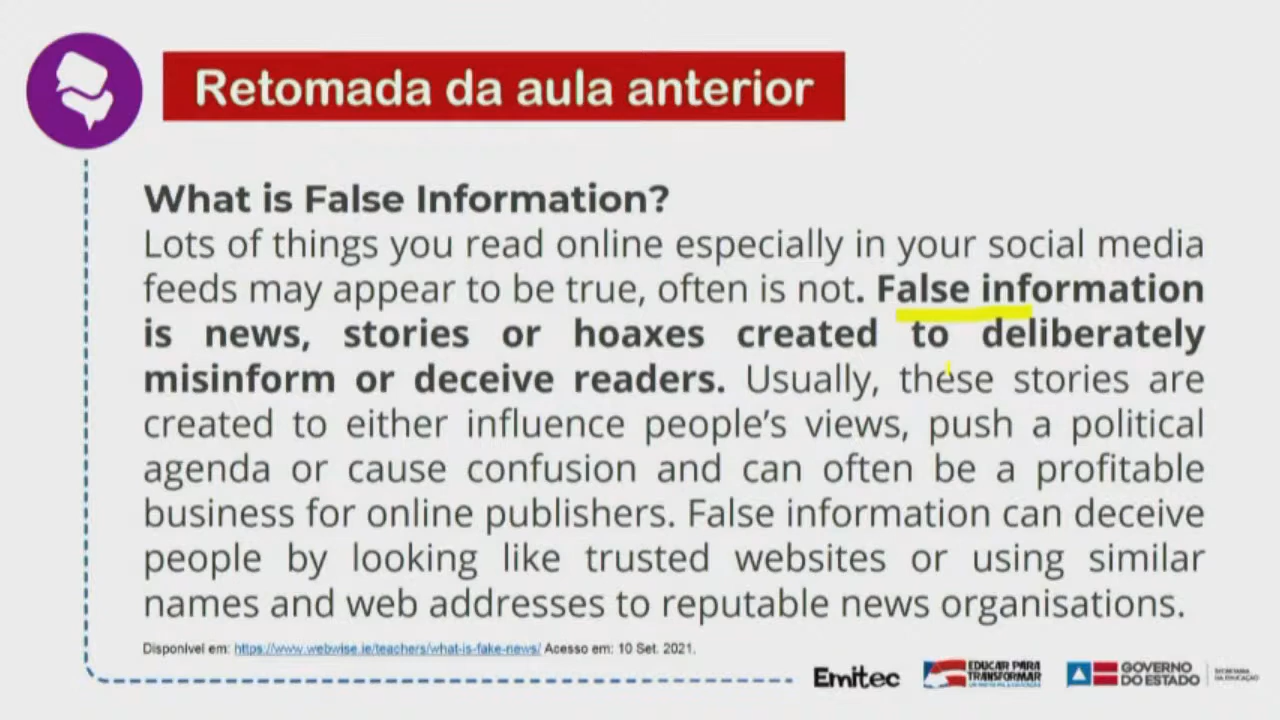 Retomada da aula anterior
What is False Information?
Lots of things you read online especially in your social media
feeds may appear to be true, often is not. False information
is news, stories or hoaxes created to deliberately
misinform or deceive readers. Usually, these stories are
created to either influence people’s views, push a political
agenda or cause confusion and can often be a profitable
business for online publishers. False information can deceive
people by looking like trusted websites or using similar
names and web addresses to reputable news organisations.
Disponível em: https://www.webwise.ie/teachers/what-is-fake-news/ Acesso em: 10 Set. 2021.
Emitec
EDUCAR PARA
TRANSFORMAR
GOVERNO
DO ESTADO
SECRETARIA
DA EDUCAÇÃO